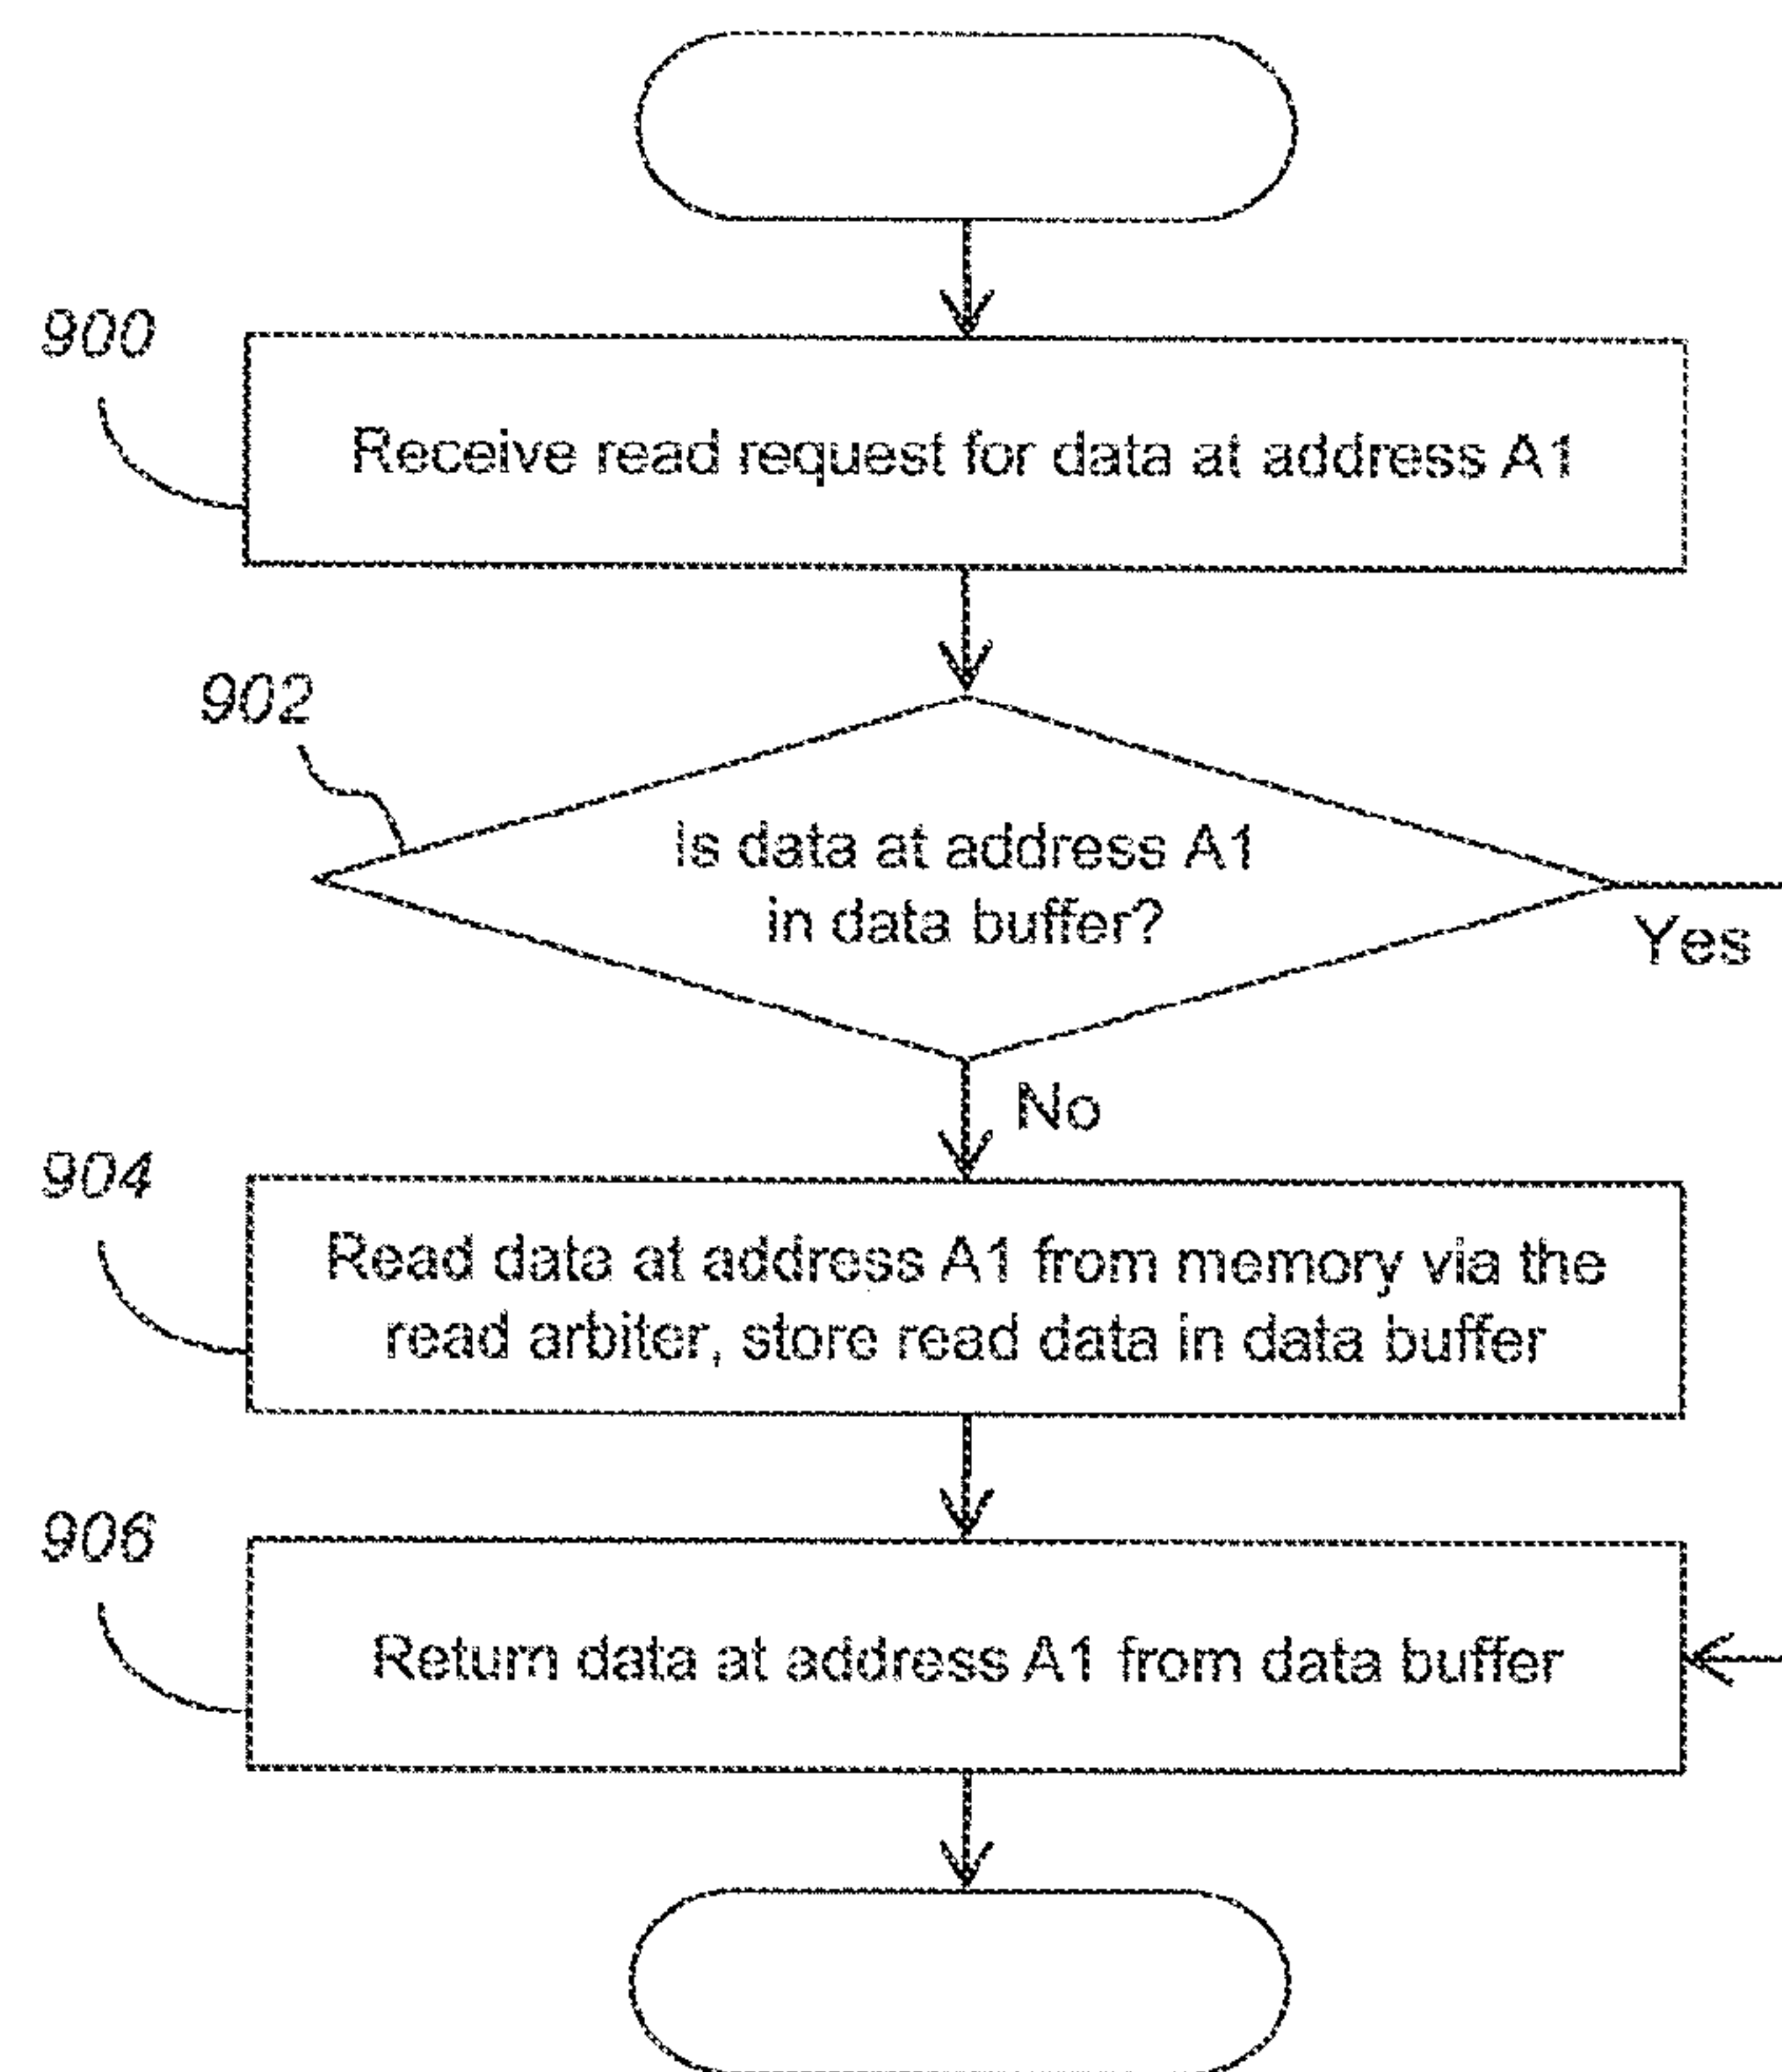 900
Receive read request for data at address A1
902
Is data at address A1
in data buffer?
Yes
No
904
Read data at address A1 from memory via the
read arbiter, store read data in data buffer
906
Return data at address A1 from data buffer